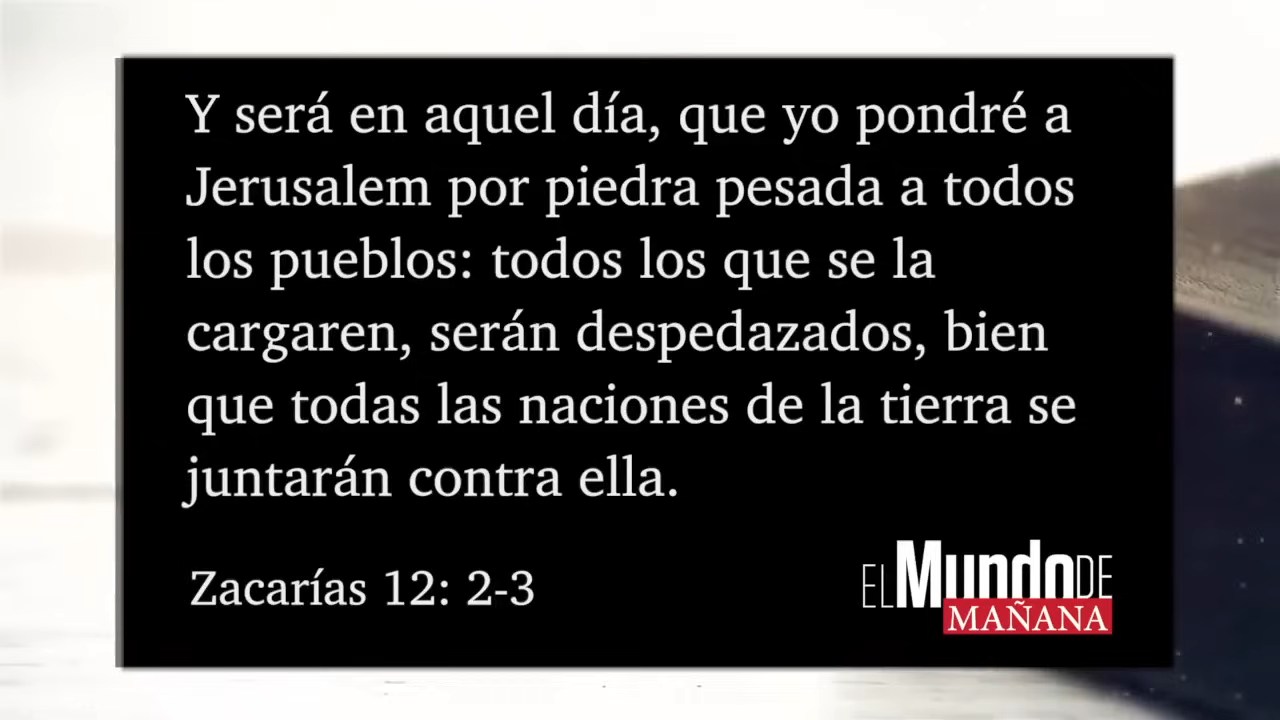 Y será en aquel día, que yo pondré a
Jerusalem por piedra pesada a todos
los pueblos: todos los que se la
cargaren, serán despedazados, bien
que todas las naciones de la tierra se
juntarán contra ella.
Zacarías 12: 2-3
EL Mundo DE
MAÑANA